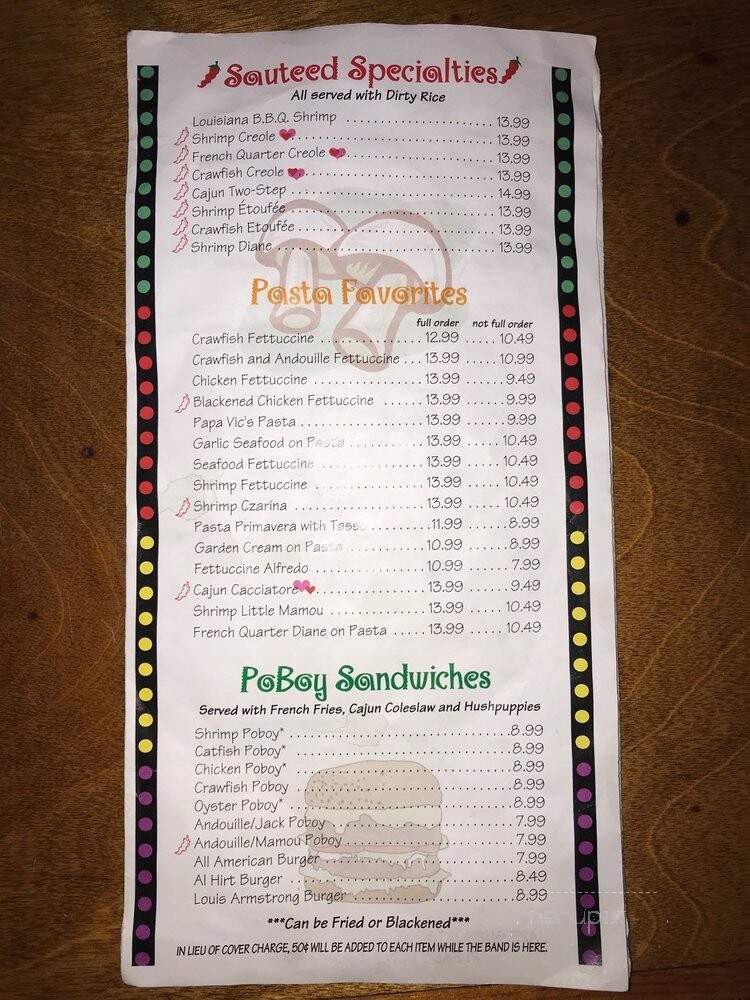 Sauteed Specialties
All served with Dirty Rice
Louisiana B.B.Q. Shrimp .......... 13.99
Shrimp Creole .......... 13.99
French Quarter Creole .......... 13.99
Crawfish Creole .......... 13.99
Cajun Two-Step .......... 14.99
Shrimp Étoufée .......... 13.99
Crawfish Etoufée .......... 13.99
Shrimp Diane .......... 13.99
Pasta Favorites
full order not full order
Crawfish Fettuccine .......... 12.99 ..... 10.49
Crawfish and Andouille Fettuccine ... 13.99 ..... 10.99
Chicken Fettuccine .......... 13.99 ..... 9.49
Blackened Chicken Fettuccine ...... 13.99 ..... 9.99
Papa Vic's Pasta .......... 13.99 ..... 9.99
Garlic Seafood on Pasta .......... 13.99 ..... 10.49
Seafood Fettuccine .......... 13.99 ..... 10.49
Shrimp Fettuccine .......... 13.99 ..... 10.49
Shrimp Czarina .......... 13.99 ..... 10.49
Pasta Primavera with Tasso .......... 11.99 ..... 8.99
Garden Cream on Pasta .......... 10.99 ..... 8.99
Fettuccine Alfredo .......... 10.99 ..... 7.99
Cajun Cacciatore .......... 13.99 ..... 9.49
Shrimp Little Mamou .......... 13.99 ..... 10.49
French Quarter Diane on Pasta ..... 13.99 ..... 10.49
PoBoy Sandwiches
Served with French Fries, Cajun Coleslaw and Hushpuppies
Shrimp Poboy* .......... 8.99
Catfish Poboy* .......... 8.99
Chicken Poboy* .......... 8.99
Crawfish Poboy .......... 8.99
Oyster Poboy* .......... 8.99
Andouille/Jack Poboy .......... 7.99
Andouille/Mamou Poboy .......... 7.99
All American Burger .......... 7.99
Al Hirt Burger .......... 8.49
Louis Armstrong Burger .......... 8.99
***Can be Fried or Blackened***
IN LIEU OF COVER CHARGE, 50¢ WILL BE ADDED TO EACH ITEM WHILE THE BAND IS HERE.